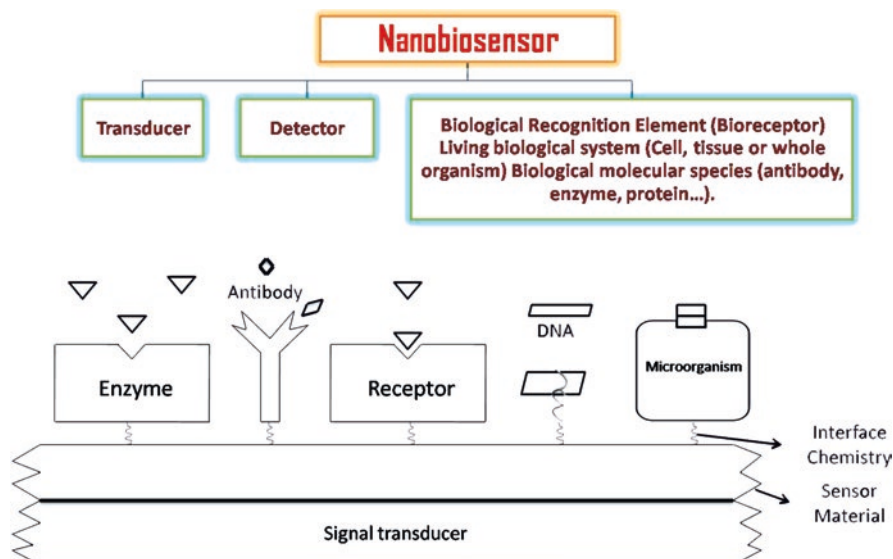 Nanobiosensor
Transducer
Detector
Biological Recognition Element (Bioreceptor)
Living biological system (Cell, tissue or whole
organism) Biological molecular species (antibody,
enzyme, protein...).
Antibody
DNA
Enzyme
Receptor
Microorganism
Interface
Chemistry
Sensor
Material
Signal transducer